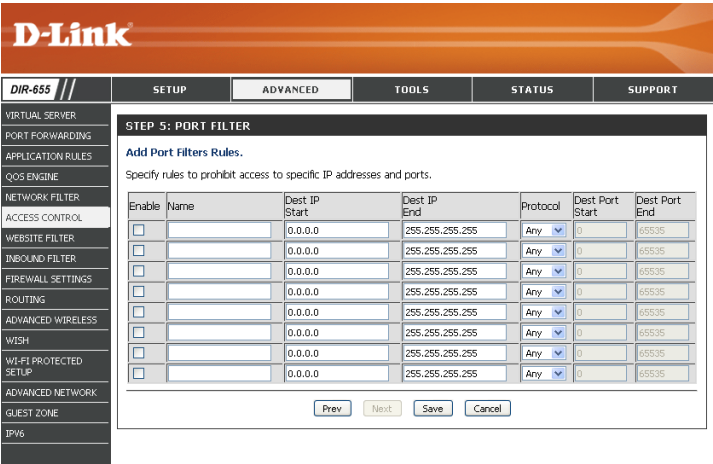 D-Link
DIR-655
SETUP
ADVANCED
TOOLS
STATUS
SUPPORT
VIRTUAL SERVER
PORT FORWARDING
APPLICATION RULES
QOS ENGINE
NETWORK FILTER
ACCESS CONTROL
WEBSITE FILTER
INBOUND FILTER
FIREWALL SETTINGS
ROUTING
ADVANCED WIRELESS
WISH
WI-FI PROTECTED
SETUP
ADVANCED NETWORK
GUEST ZONE
IPV6
STEP 5: PORT FILTER
Add Port Filters Rules.
Specify rules to prohibit access to specific IP addresses and ports.
Enable Name Dest IP Start Dest IP End Protocol Dest Port Start Dest Port End
0.0.0.0 255.255.255.255 Any 0 65535
0.0.0.0 255.255.255.255 Any 0 65535
0.0.0.0 255.255.255.255 Any 0 65535
0.0.0.0 255.255.255.255 Any 0 65535
0.0.0.0 255.255.255.255 Any 0 65535
0.0.0.0 255.255.255.255 Any 0 65535
0.0.0.0 255.255.255.255 Any 0 65535
0.0.0.0 255.255.255.255 Any 0 65535
Prev Next Save Cancel